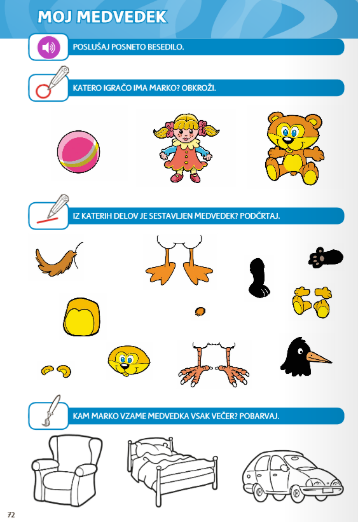 MOJ MEDVEDEK
POSLUŠAJ POSNETO BESEDILO.
KATERO IGRAČO IMA MARKO? OBKROŽI.
IZ KATERIH DELOV JE SESTAVLJEN MEDVEDEK? PODČRTAJ.
KAM MARKO VZAME MEDVEDKA VSAK VEČER? POBARVAJ.
72